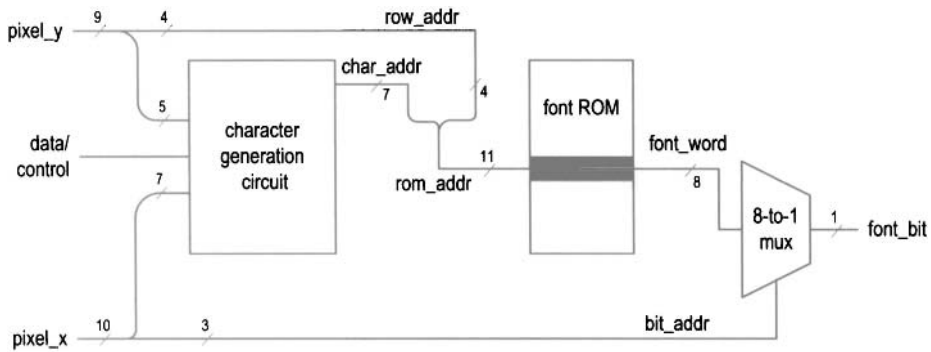 9
4
row_addr
pixel_y
char_addr
7
4
5
font ROM
data/
control
character
generation
circuit
font_word
11
rom_addr
8
7
8-to-1
mux
1
font_bit
10
3
bit_addr
pixel_x